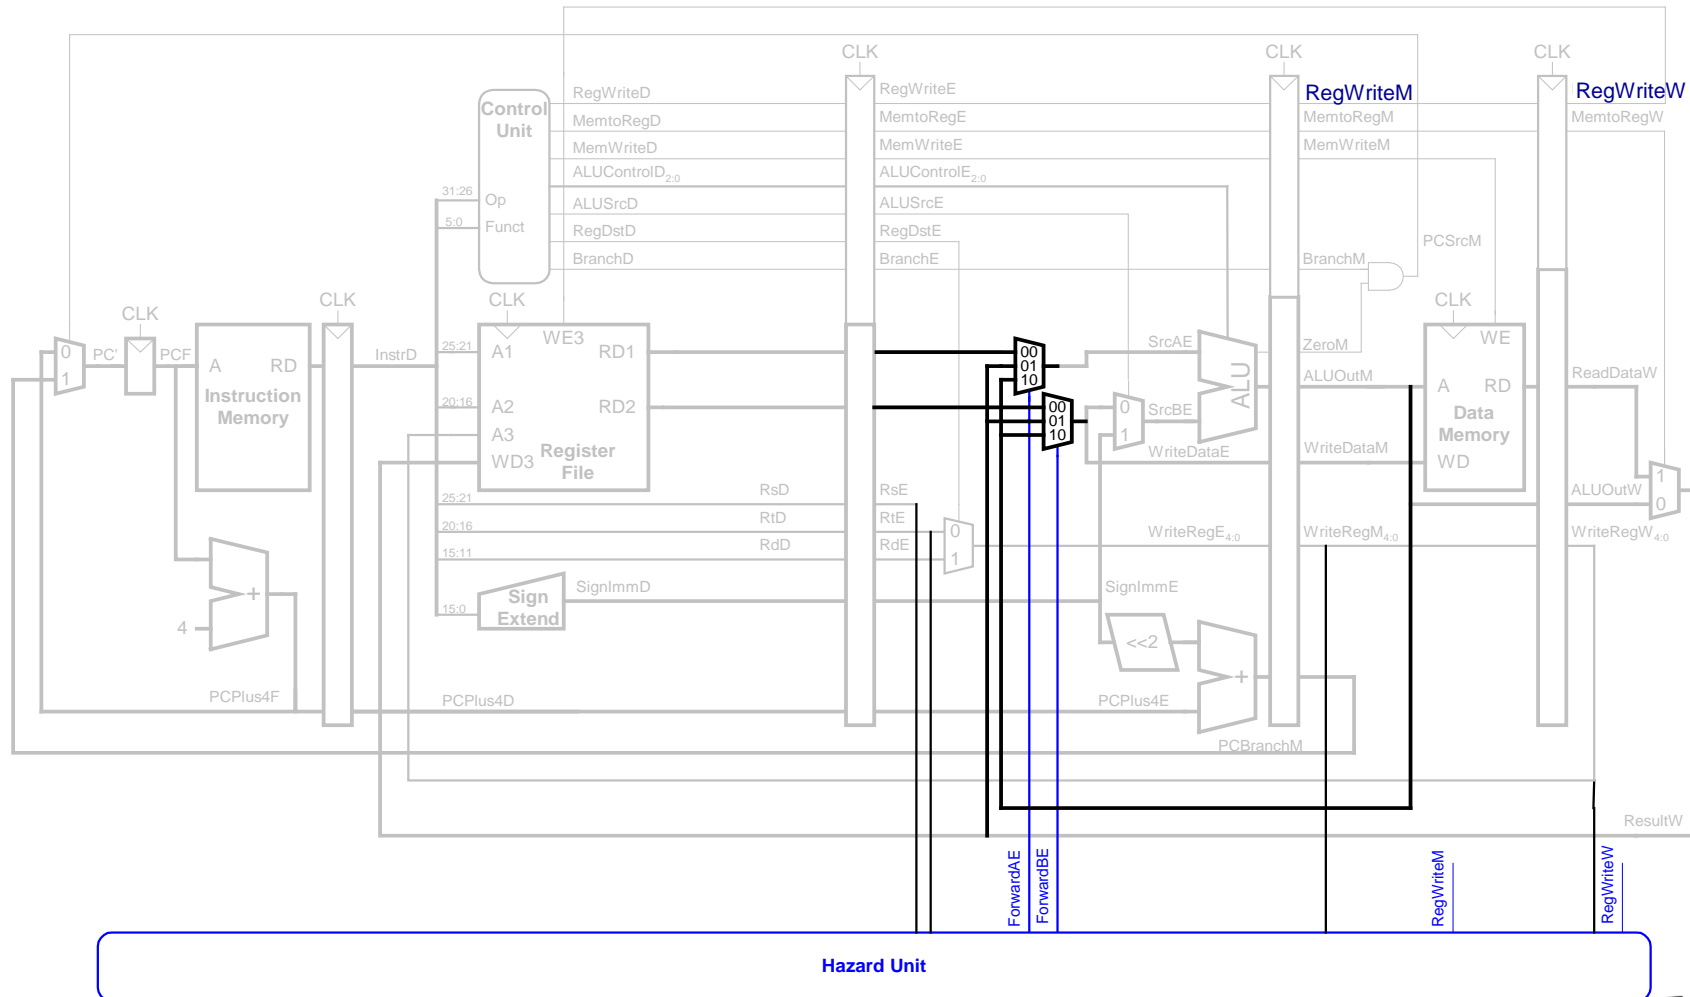 CLK
CLK
CLK
RegWriteD
RegWriteE
RegWriteM
RegWriteW
Control
Unit
MemtoRegD
MemtoRegE
MemtoRegM
MemtoRegW
MemWriteD
MemWriteE
MemWriteM
ALUControlD2:0
ALUControlE2:0
31:26
Op
ALUSrcD
ALUSrcE
5:0
Funct
RegDstD
RegDstE
PCSrcM
BranchD
BranchE
BranchM
CLK
CLK
CLK
CLK
WE3
WE
0
1
PC'
PCF
A
RD
Instruction
Memory
InstrD
25:21
A1
RD1
20:16
A2
RD2
A3
WD3
Register
File
00
01
10
00
01
10
SrcAE
0
1
SrcBE
ALU
ZeroM
ALUOutM
A
RD
Data
Memory
WD
ReadDataW
WriteDataE
WriteDataM
1
0
ALUOutW
25:21
RsD
RsE
20:16
RtD
RtE
0
15:11
RdD
RdE
1
WriteRegE4:0
WriteRegM4:0
WriteRegW4:0
+
4
15:0
Sign
Extend
SignImmD
SignImmE
<<2
+
PCPlus4F
PCPlus4D
PCPlus4E
PCBranchM
ResultW
ForwardAE
ForwardBE
RegWriteM
RegWriteW
Hazard Unit